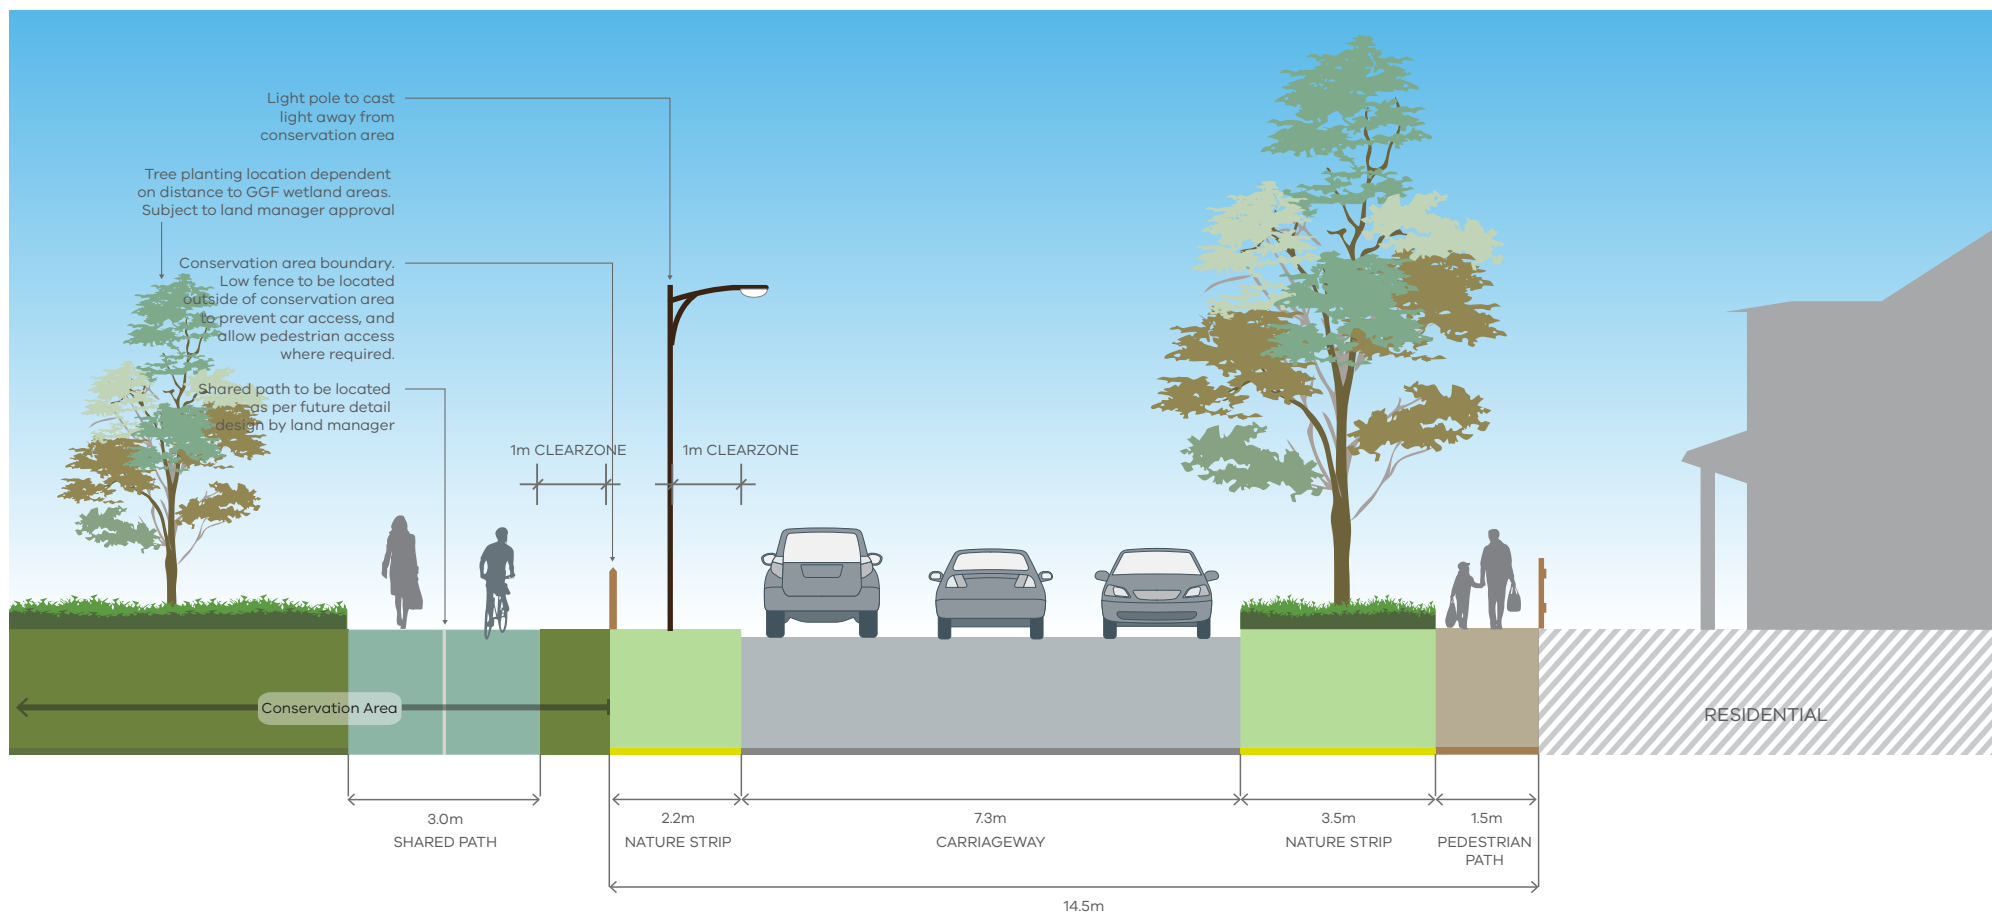 Light pole to cast
light away from
conservation area
Tree planting location dependent
on distance to GGF wetland areas.
Subject to land manager approval
Conservation area boundary.
Low fence to be located
outside of conservation area
to prevent car access, and
allow pedestrian access
where required.
Shared path to be located
as per future detail
design by land manager
1m CLEARZONE
1m CLEARZONE
Conservation Area
RESIDENTIAL
3.0m
SHARED PATH
2.2m
NATURE STRIP
7.3m
CARRIAGEWAY
3.5m
NATURE STRIP
1.5m
PEDESTRIAN
PATH
14.5m